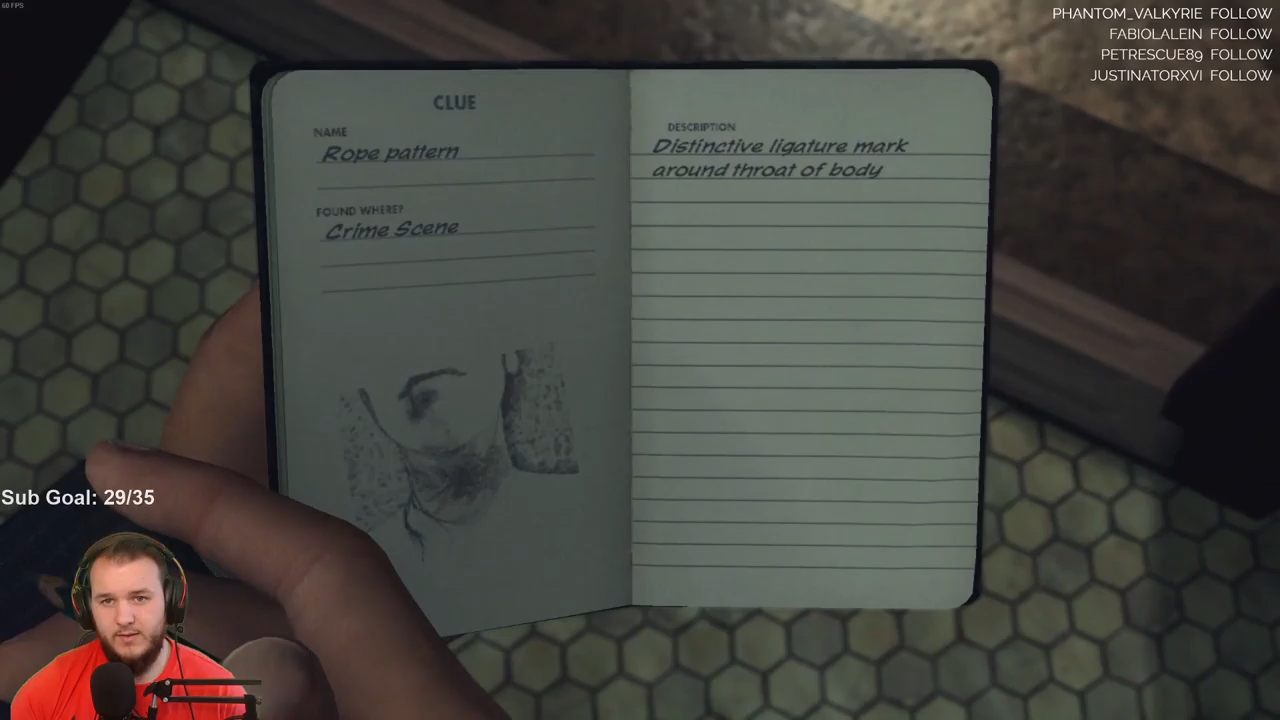 60 FPS
PHANTOM_VALKYRIE FOLLOW
FABIOLALEIN FOLLOW
PETRESCUE89 FOLLOW
JUSTINATORXVI FOLLOW
CLUE
NAME
Rope pattern
FOUND WHERE?
Crime Scene
DESCRIPTION
Distinctive ligature mark
around throat of body
Sub Goal: 29/35